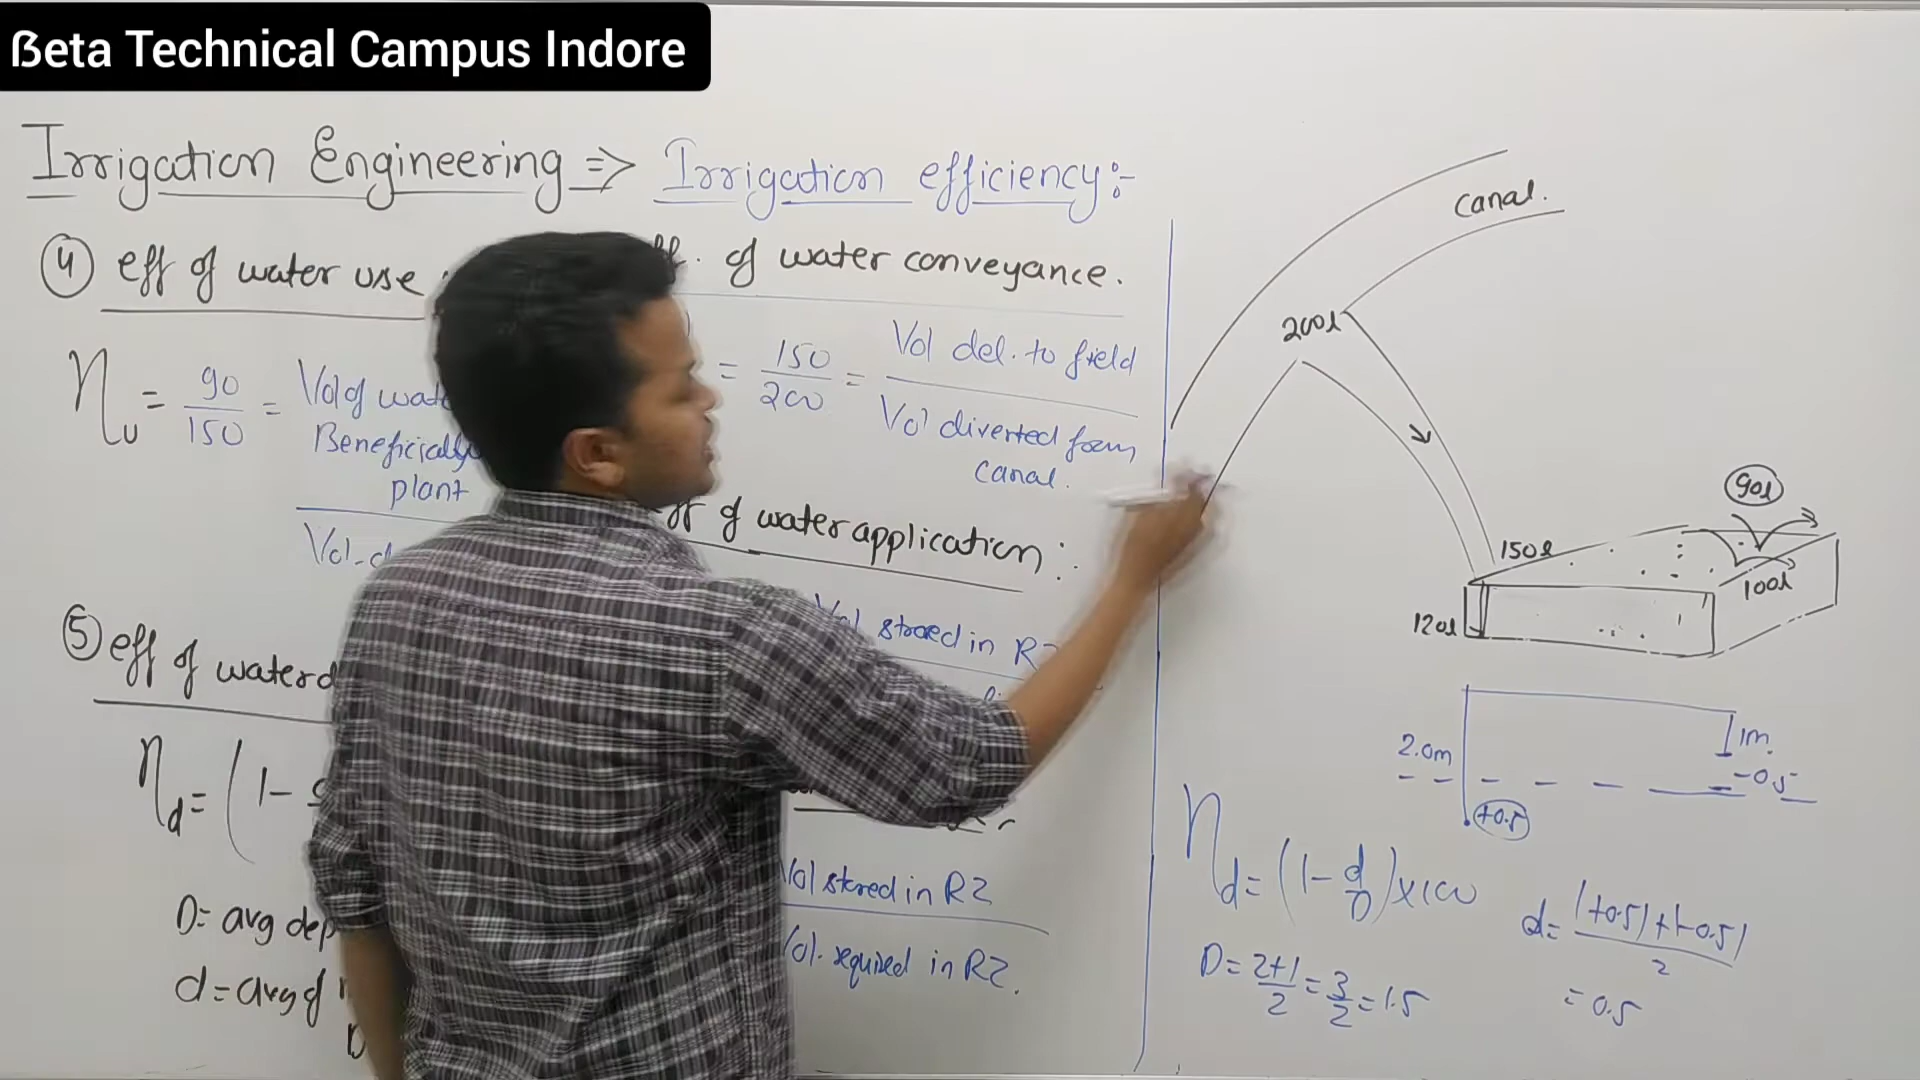 ẞeta Technical Campus Indore
Irrigation Engineering => Irrigation efficiency:-
④ eff of water use
ff. of water conveyance.
ηu = 90/150 = Vol of wat
Beneficially
plant
Vol. d
= 150/200 = Vol del. to field
Vol diverted from
canal.
ff of water application :
Vol stored in RZ
⑤ eff of water d
ηd = (1-
D= avg dep
d = avg of
D
Vol stored in RZ
Vol. required in RZ.
canal.
200l
150l
90l
100l
120l
2.0m
1m.
-0.5
+0.5
ηd = (1- d/D)x100
D= 2+1/2 = 3/2 = 1.5
d= |+0.5|+|-0.5|/2
= 0.5